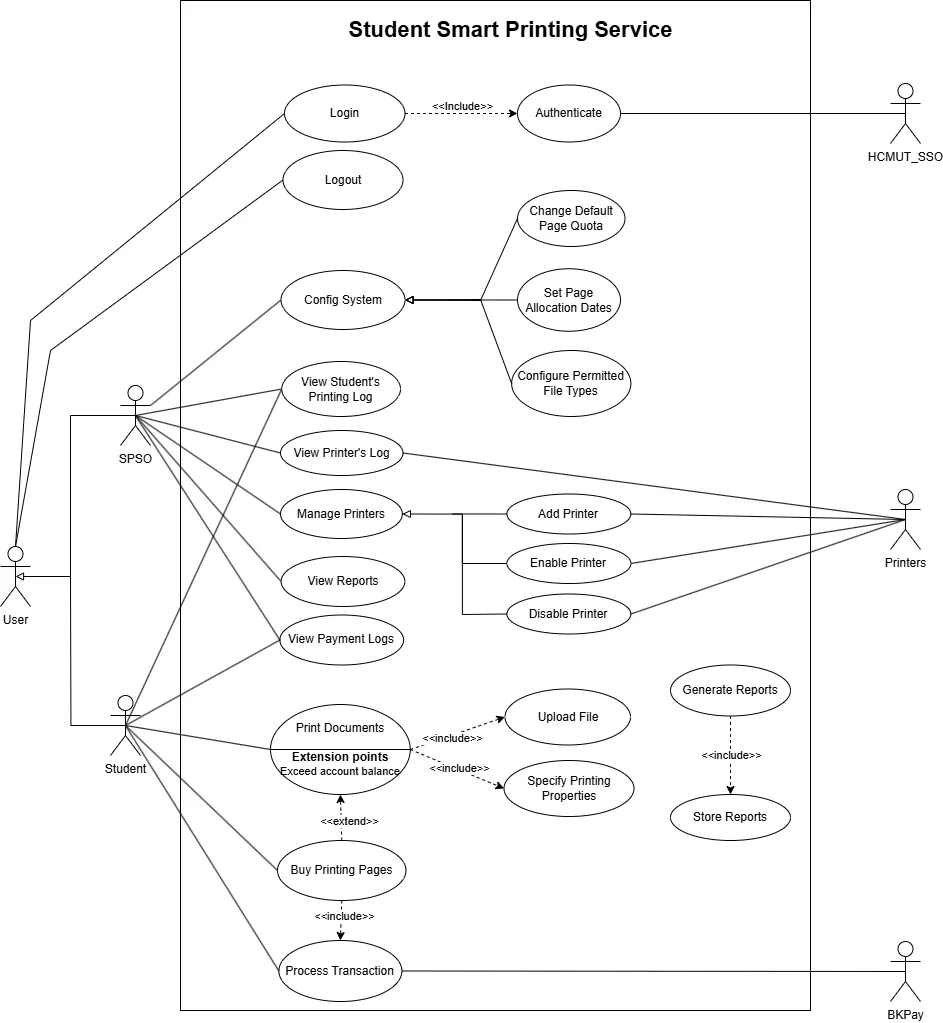 Student Smart Printing Service
Login
<<Include>>
Authenticate
HCMUT_SSO
Logout
Change Default
Page Quota
Config System
Set Page
Allocation Dates
Configure Permitted
File Types
View Student's
Printing Log
SPSO
View Printer's Log
Manage Printers
Add Printer
Enable Printer
Printers
View Reports
Disable Printer
User
View Payment Logs
Generate Reports
Print Documents
Upload File
<<include>>
Extension points
Exceed account balance
<<include>>
<<include>>
Student
Specify Printing
Properties
Store Reports
<<extend>>
Buy Printing Pages
<<include>>
Process Transaction
BKPay